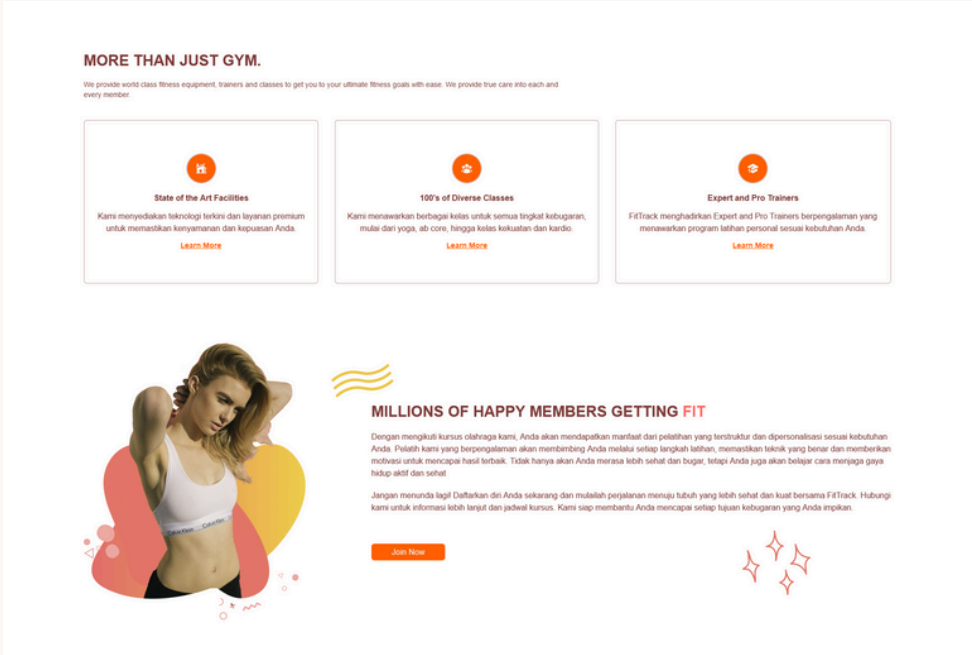 MORE THAN JUST GYM.
We provide world class fitness equipment, trainers and classes to get you to your ultimate fitness goals with ease. We provide true care into each and
every member.
State of the Art Facilities
Kami menyediakan teknologi terkini dan layanan premium
untuk memastikan kenyamanan dan kepuasan Anda.
Learn More
100's of Diverse Classes
Kami menawarkan berbagai kelas untuk semua tingkat kebugaran,
mulai dari yoga, ab core, hingga kelas kekuatan dan kardio.
Learn More
Expert and Pro Trainers
FitTrack menghadirkan Expert and Pro Trainers berpengalaman yang
menawarkan program latihan personal sesuai kebutuhan Anda.
Learn More
MILLIONS OF HAPPY MEMBERS GETTING FIT
Dengan mengikuti kursus olahraga kami, Anda akan mendapatkan manfaat dari pelatihan yang terstruktur dan dipersonalisasi sesuai kebutuhan
Anda. Pelatih kami yang berpengalaman akan membimbing Anda melalui setiap langkah latihan, memastikan teknik yang benar dan memberikan
motivasi untuk mencapai hasil terbaik. Tidak hanya akan Anda merasa lebih sehat dan bugar, tetapi Anda juga akan belajar cara menjaga gaya
hidup aktif dan sehat
Jangan menunda lagi! Daftarkan diri Anda sekarang dan mulailah perjalanan menuju tubuh yang lebih sehat dan kuat bersama FitTrack. Hubungi
kami untuk informasi lebih lanjut dan jadwal kursus. Kami siap membantu Anda mencapai setiap tujuan kebugaran yang Anda impikan.
Calvin Klein Calvin Klein
Join Now